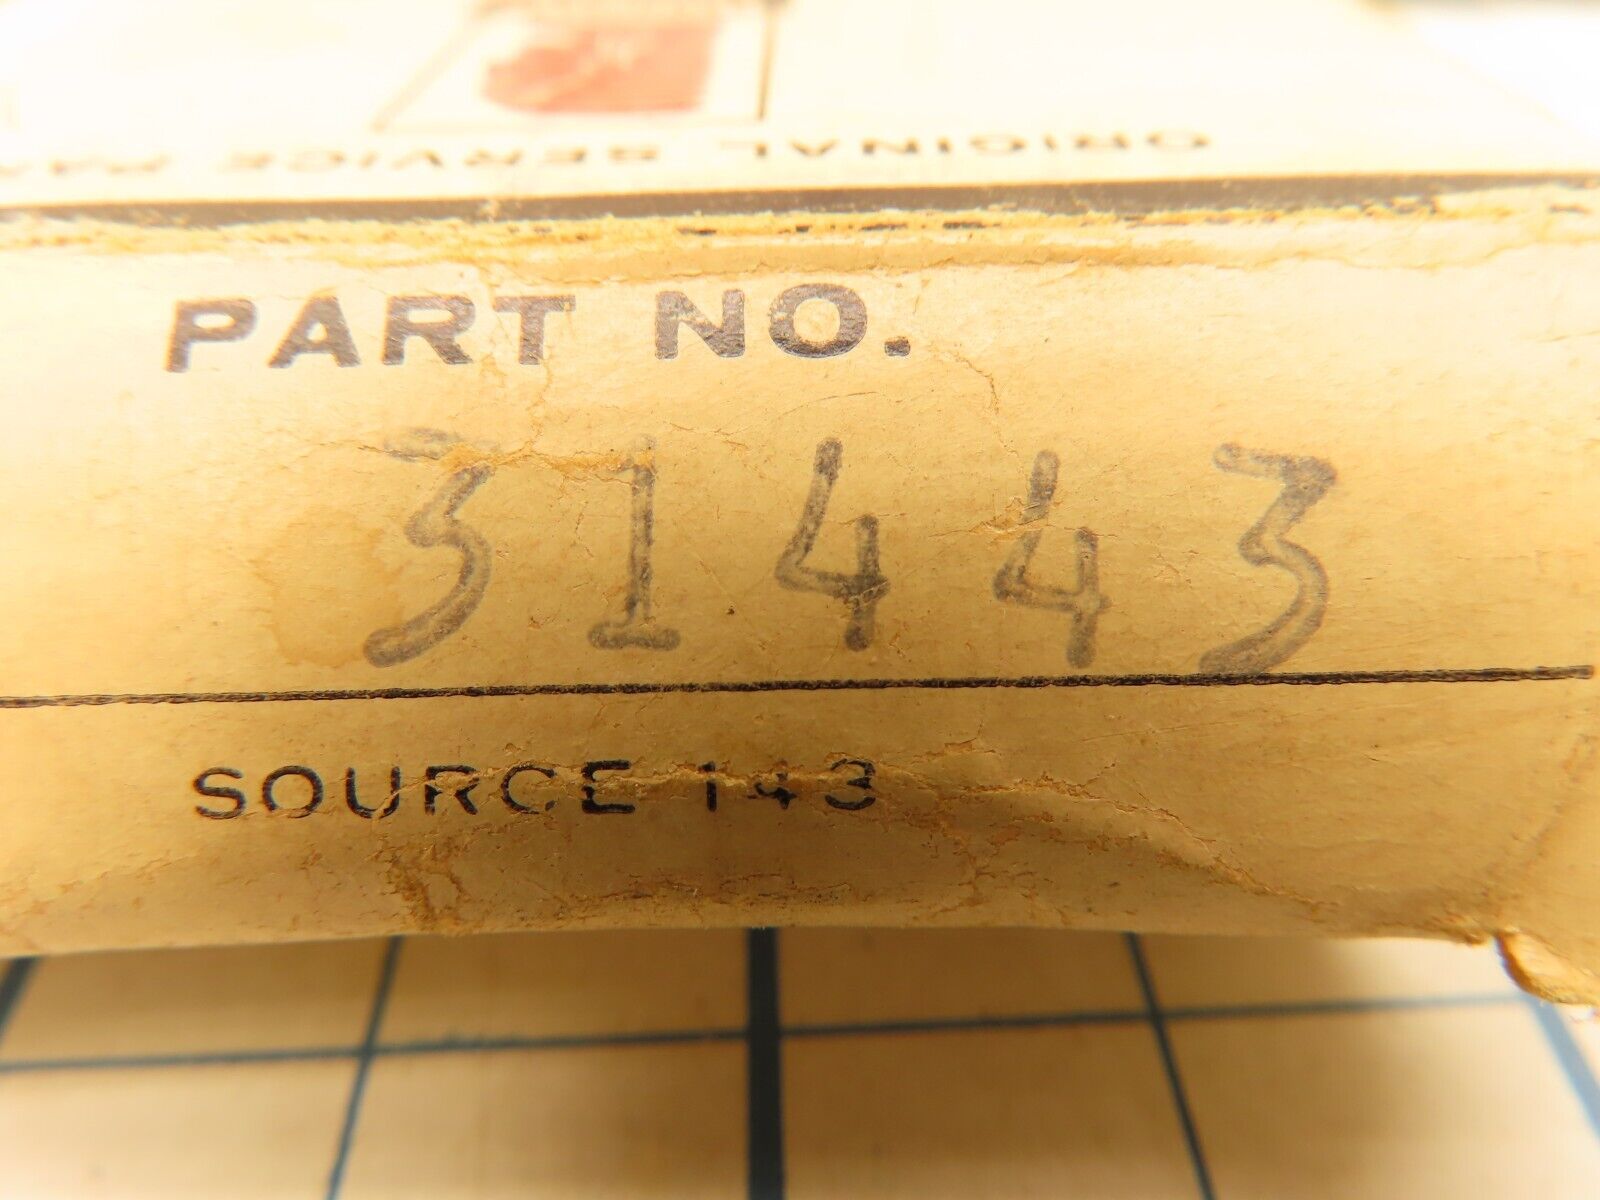 ORIGINAL SERVICE
PART NO.
31443
SOURCE 143